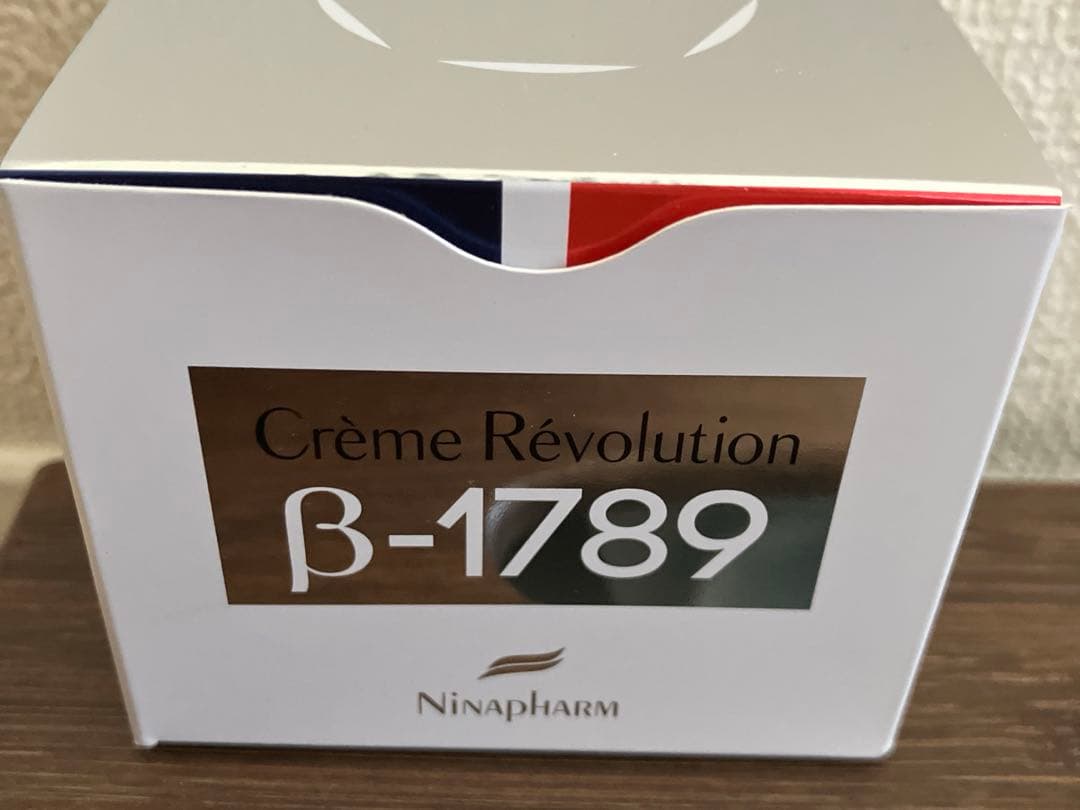 Crème Révolution
β-1789
NINAPHARM